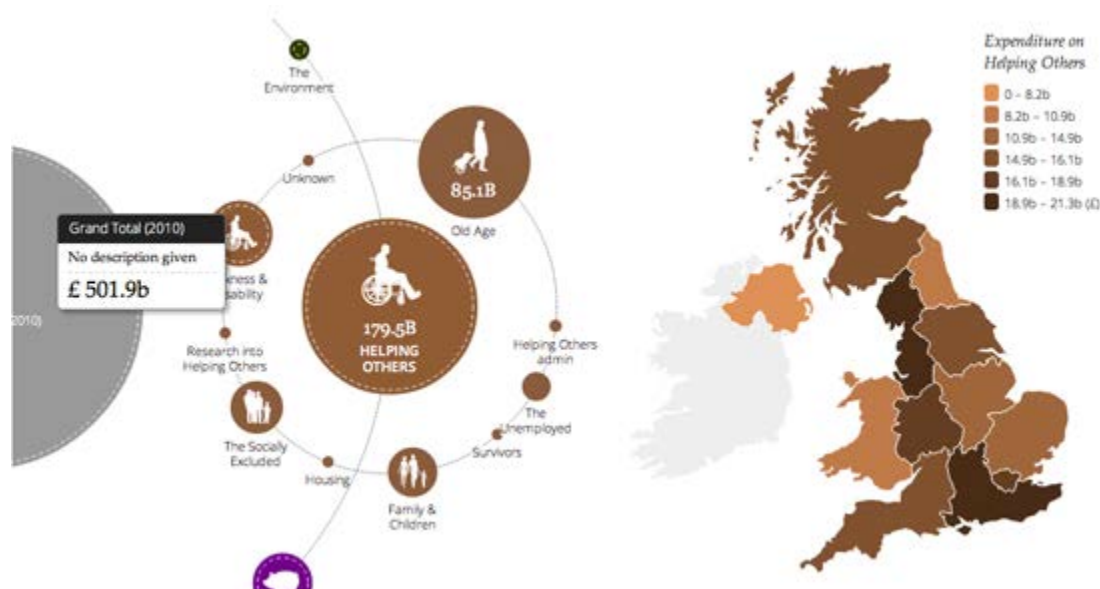 The
Environment
Unknown
85.1B
Old Age
Grand Total (2010)
No description given
£ 501.9b
ness &
sability
2010)
179.5B
HELPING
OTHERS
Research into
Helping Others
Helping Others
admin
The
Unemployed
Survivors
The Socially
Excluded
Housing
Family &
Children
Expenditure on
Helping Others
0 – 8.2b
8.2b – 10.9b
10.9b – 14.9b
14.9b – 16.1b
16.1b – 18.9b
18.9b – 21.3b (£)